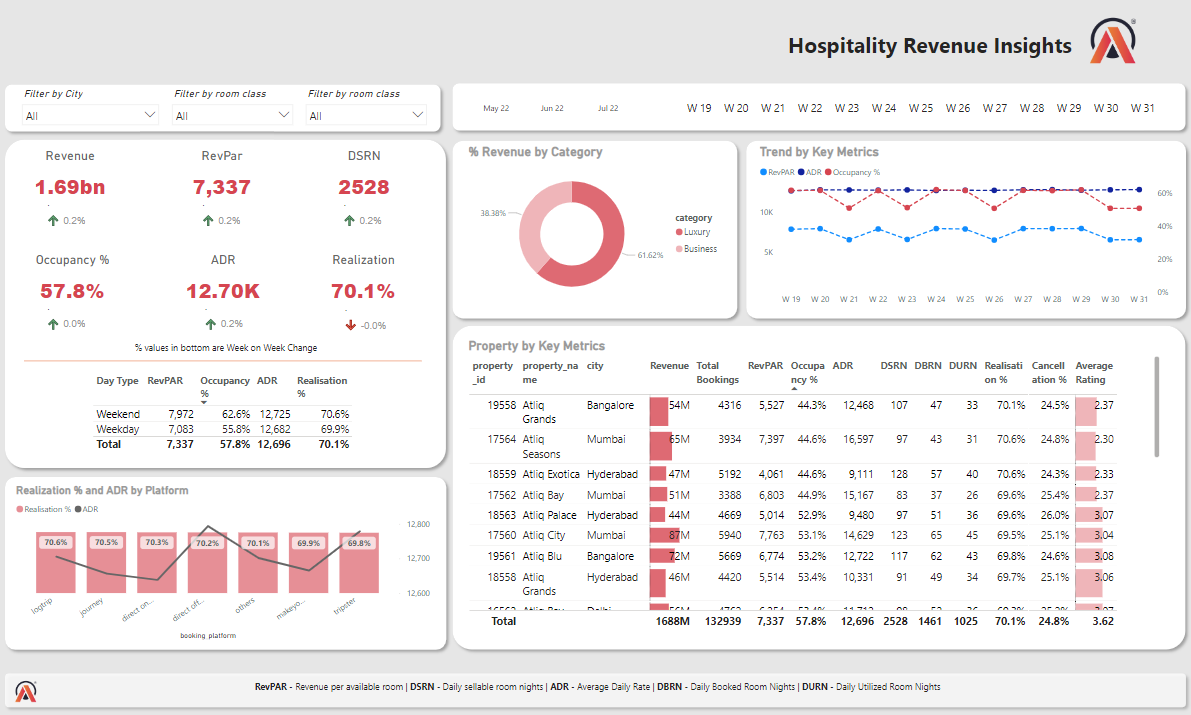 Hospitality Revenue Insights
Filter by City
Filter by room class
Filter by room class
All
All
All
May 22 Jun 22 Jul 22 W 19 W 20 W 21 W 22 W 23 W 24 W 25 W 26 W 27 W 28 W 29 W 30 W 31
Revenue RevPar DSRN
1.69bn 7,337 2528
0.2% 0.2% 0.2%
Occupancy % ADR Realization
57.8% 12.70K 70.1%
0.0% 0.2% -0.0%
% values in bottom are Week on Week Change
Day Type RevPAR Occupancy % ADR Realisation %
Weekend 7,972 62.6% 12,725 70.6%
Weekday 7,083 55.8% 12,682 69.9%
Total 7,337 57.8% 12,696 70.1%
% Revenue by Category
38.38%
61.62%
category
Luxury
Business
Trend by Key Metrics
RevPAR ADR Occupancy %
10K
5K
60%
40%
20%
0%
W 19 W 20 W 21 W 22 W 23 W 24 W 25 W 26 W 27 W 28 W 29 W 30 W 31
Realization % and ADR by Platform
Realisation % ADR
70.6% 70.5% 70.3% 70.2% 70.1% 69.9% 69.8%
12,800
12,700
12,600
logtrip journey direct on... direct off... others makeyo... tripster
booking_platform
Property by Key Metrics
property_id property_name city Revenue Total Bookings RevPAR Occupancy % ADR DSRN DBRN DURN Realisation % Cancellation % Average Rating
19558 Atliq Grands Bangalore 54M 4316 5,527 44.3% 12,468 107 47 33 70.1% 24.5% 2.37
17564 Atliq Seasons Mumbai 65M 3934 7,397 44.6% 16,597 97 43 31 70.6% 24.8% 2.30
18559 Atliq Exotica Hyderabad 47M 5192 4,061 44.6% 9,111 128 57 40 70.6% 24.3% 2.33
17562 Atliq Bay Mumbai 51M 3388 6,803 44.9% 15,167 83 37 26 69.6% 25.4% 2.37
18563 Atliq Palace Hyderabad 44M 4669 5,014 52.9% 9,480 97 51 36 69.6% 26.0% 3.07
17560 Atliq City Mumbai 87M 5940 7,763 53.1% 14,629 123 65 45 69.5% 25.1% 3.04
19561 Atliq Blu Bangalore 72M 5669 6,774 53.2% 12,722 117 62 43 69.8% 24.6% 3.08
18558 Atliq Grands Hyderabad 46M 4420 5,514 53.4% 10,331 91 49 34 69.7% 25.1% 3.06
Total 1688M 132939 7,337 57.8% 12,696 2528 1461 1025 70.1% 24.8% 3.62
RevPAR - Revenue per available room | DSRN - Daily sellable room nights | ADR - Average Daily Rate | DBRN - Daily Booked Room Nights | DURN - Daily Utilized Room Nights